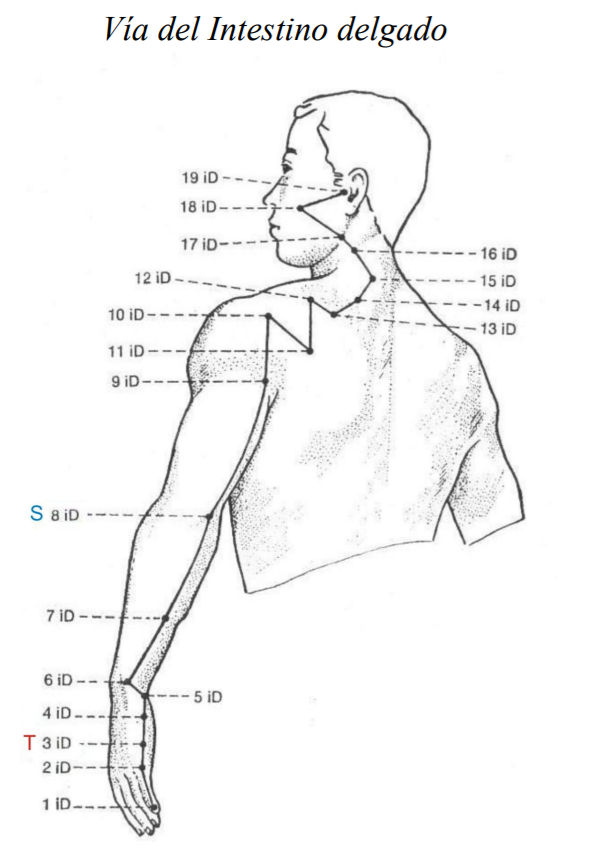 Vía del Intestino delgado
19 iD
18 iD
17 iD
16 iD
12 iD
15 iD
14 iD
10 iD
13 iD
11 iD
9 iD
S 8 iD
7 iD
6 iD
5 iD
4 iD
T 3 iD
2 iD
1 iD